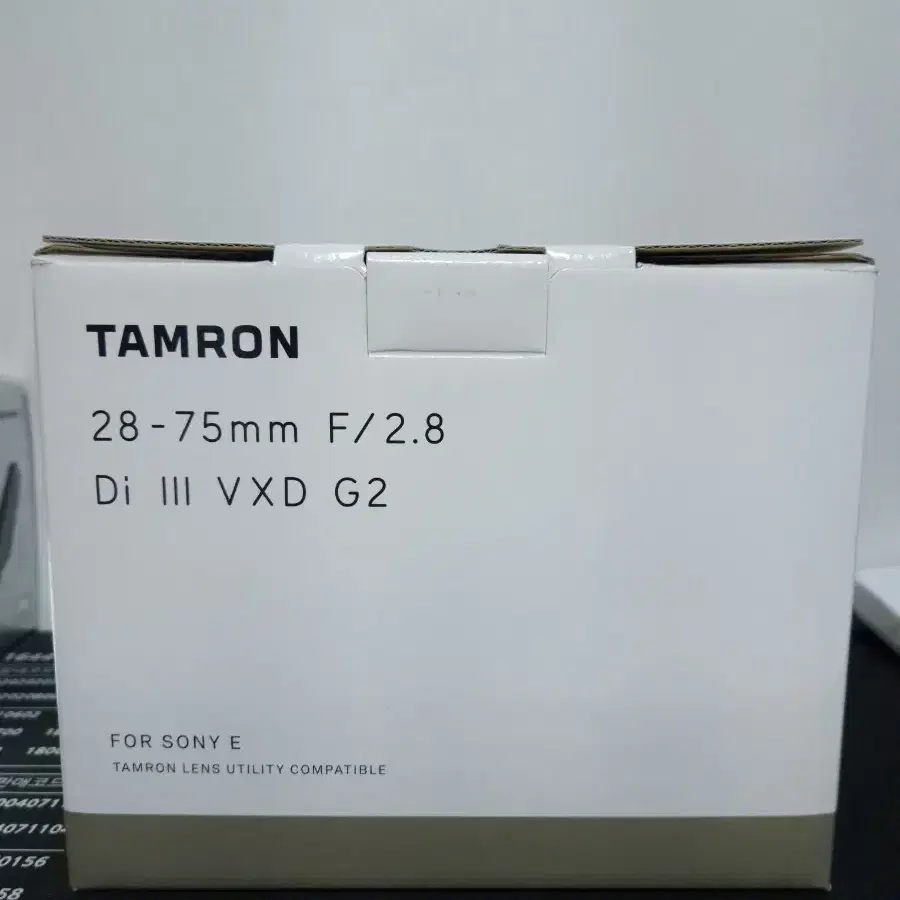 TAMRON
28-75mm F/2.8
Di III VXD G2
FOR SONY E
TAMRON LENS UTILITY COMPATIBLE